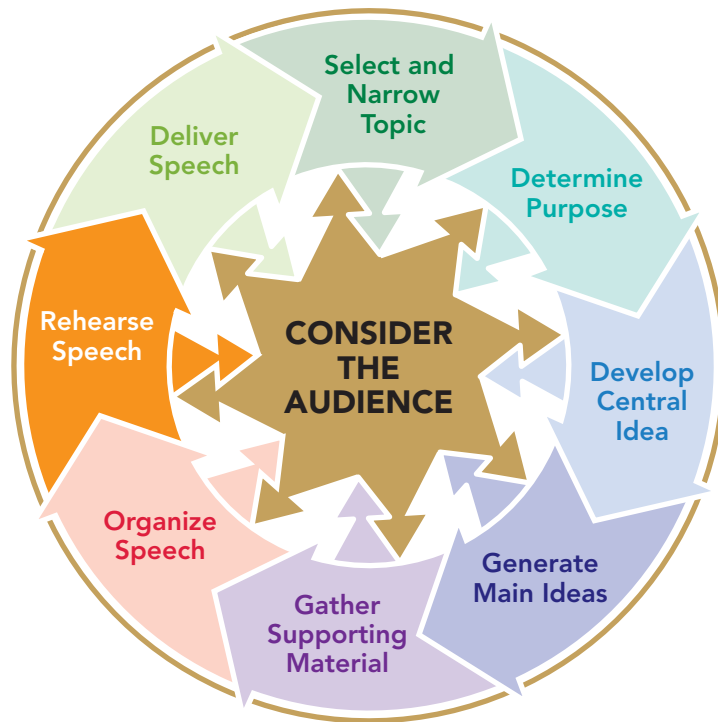 Select and
Narrow
Topic
Determine
Purpose
Develop
Central
Idea
Generate
Main Ideas
Gather
Supporting
Material
Organize
Speech
Rehearse
Speech
Deliver
Speech
CONSIDER
THE
AUDIENCE